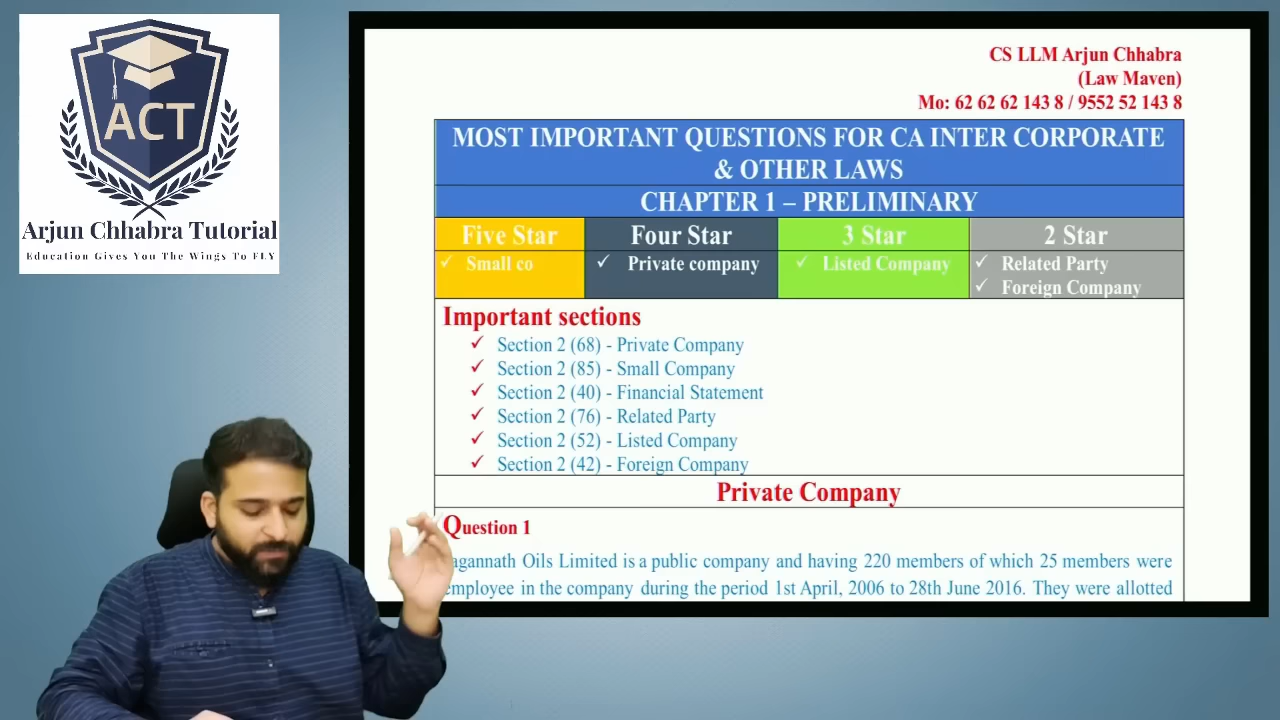 ACT
Arjun Chhabra Tutorial
Education Gives You The Wings To FLY
CS LLM Arjun Chhabra
(Law Maven)
Mo: 62 62 62 143 8 / 9552 52 143 8
MOST IMPORTANT QUESTIONS FOR CA INTER CORPORATE
& OTHER LAWS
CHAPTER 1 – PRELIMINARY
Five Star Four Star 3 Star 2 Star
✓ Small co ✓ Private company ✓ Listed Company ✓ Related Party
✓ Foreign Company
Important sections
✓ Section 2 (68) - Private Company
✓ Section 2 (85) - Small Company
✓ Section 2 (40) - Financial Statement
✓ Section 2 (76) - Related Party
✓ Section 2 (52) - Listed Company
✓ Section 2 (42) - Foreign Company
Private Company
Question 1
agannath Oils Limited is a public company and having 220 members of which 25 members were
employee in the company during the period 1st April, 2006 to 28th June 2016. They were allotted